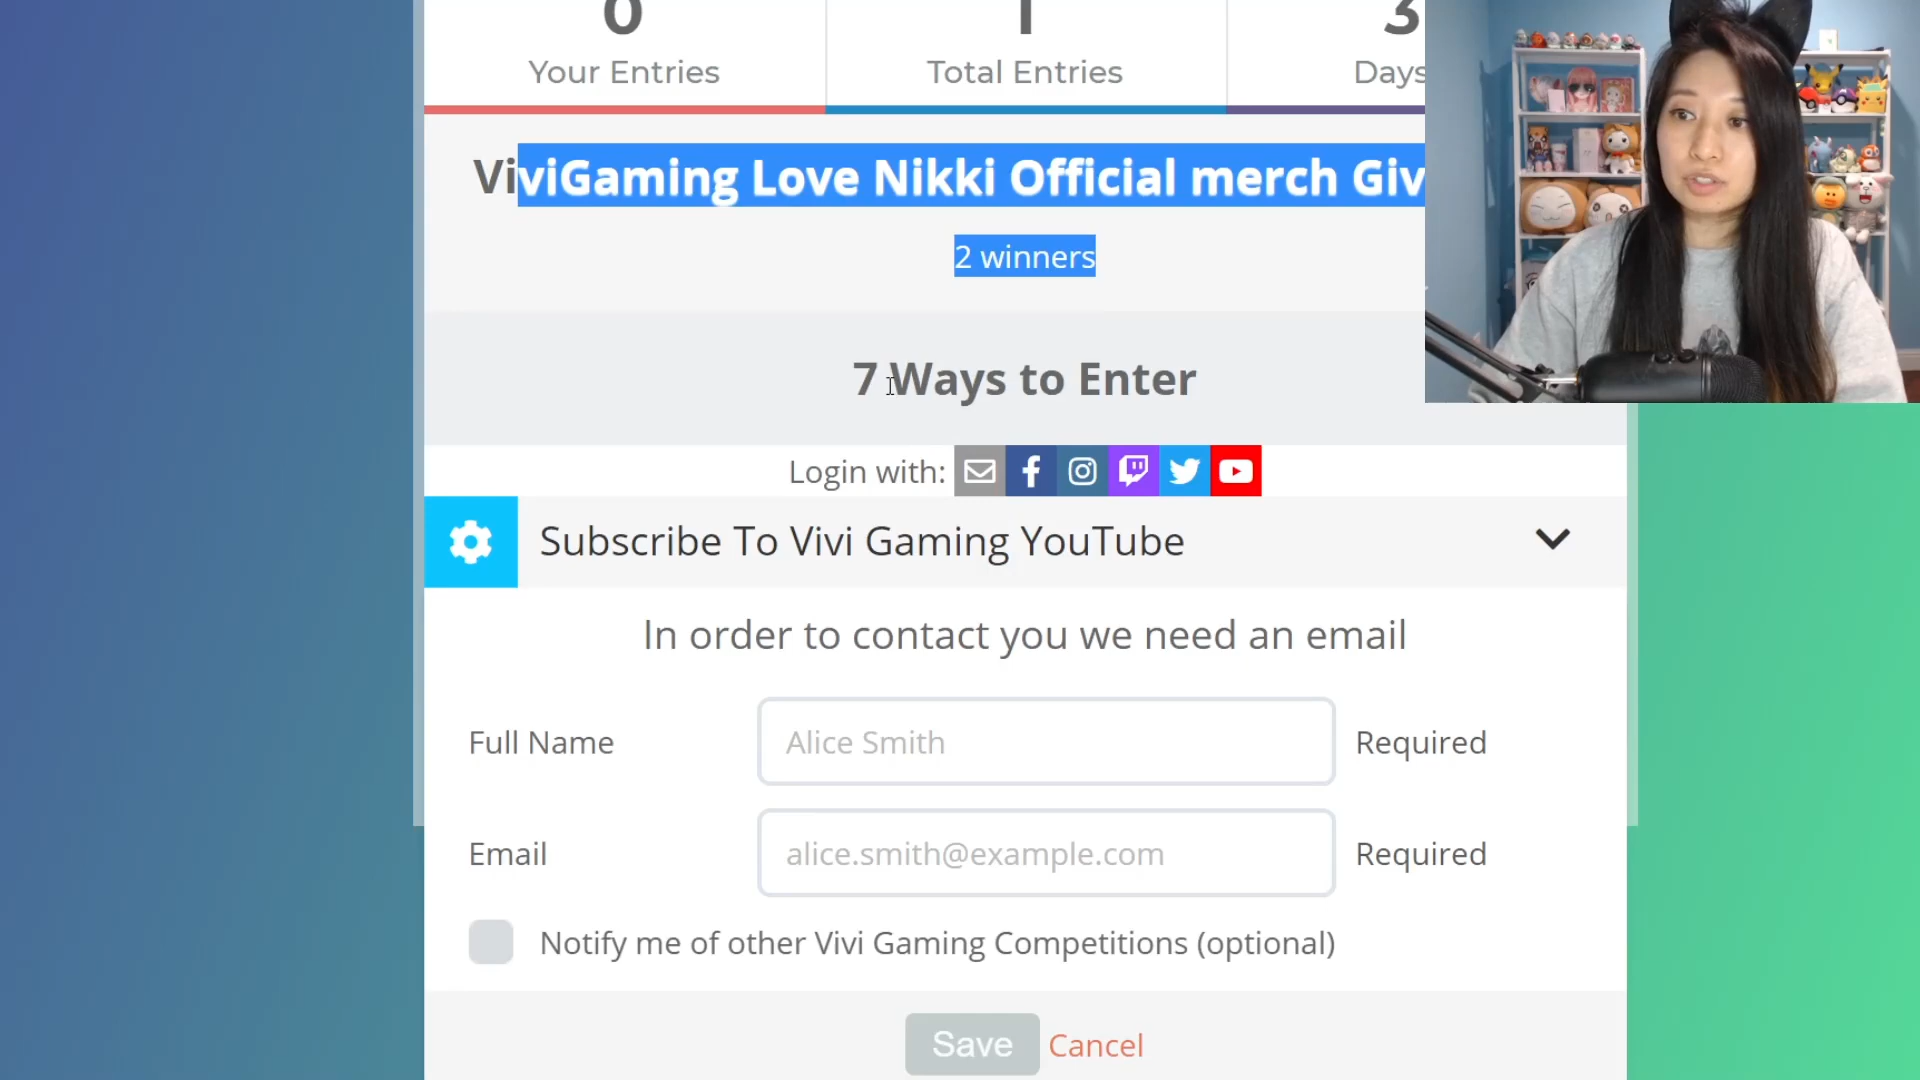 0
Your Entries
1
Total Entries
3
Days
ViviGaming Love Nikki Official merch Giv
2 winners
7 Ways to Enter
Login with:
Subscribe To Vivi Gaming YouTube
In order to contact you we need an email
Full Name
Alice Smith
Required
Email
alice.smith@example.com
Required
Notify me of other Vivi Gaming Competitions (optional)
Save
Cancel